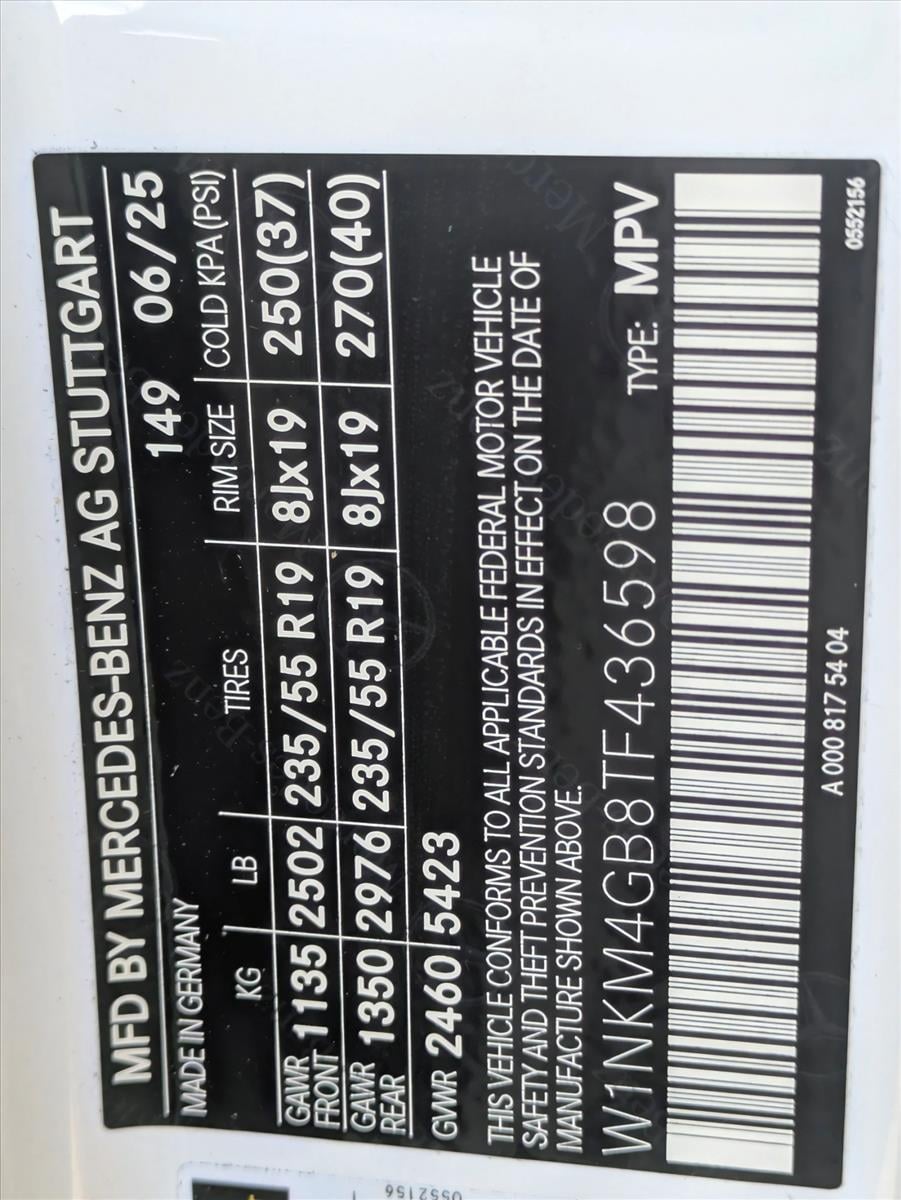 MFD BY MERCEDES-BENZ AG STUTTGART
MADE IN GERMANY 149 06/25
KG LB TIRES RIM SIZE COLD KPA(PSI)
GAWR FRONT 1135 2502 235/55 R19 8Jx19 250(37)
GAWR REAR 1350 2976 235/55 R19 8Jx19 270(40)
GVWR 2460 5423
THIS VEHICLE CONFORMS TO ALL APPLICABLE FEDERAL MOTOR VEHICLE
SAFETY AND THEFT PREVENTION STANDARDS IN EFFECT ON THE DATE OF
MANUFACTURE SHOWN ABOVE.
W1NKM4GB8TF436598 TYPE: MPV
A 000 817 54 04
0552156
0552156